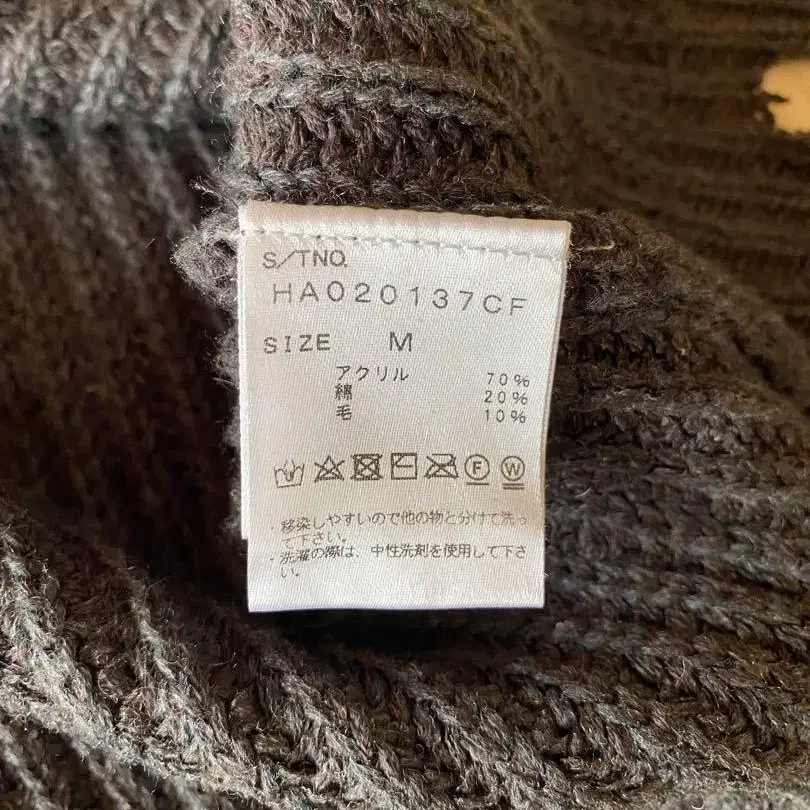 S/TNO.
HA020137CF
SIZE M
アクリル 70%
綿 20%
毛 10%
F W
・移染しやすいので他の物と分けて洗っ
て下さい。
・洗濯の際は、中性洗剤を使用して下さ
い。